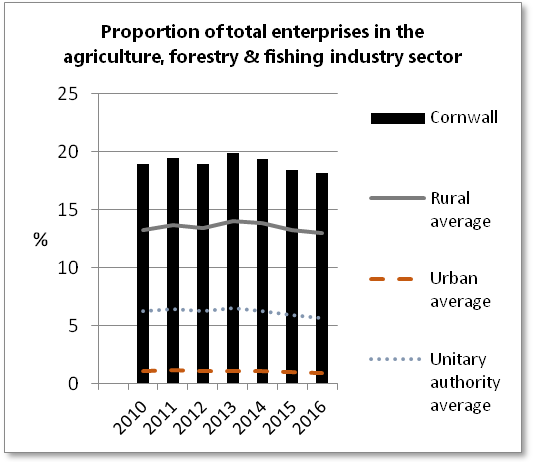 Proportion of total enterprises in the
agriculture, forestry & fishing industry sector
25
20
15
10
5
0
%
2010
2011
2012
2013
2014
2015
2016
Cornwall
Rural
average
Urban
average
Unitary
authority
average